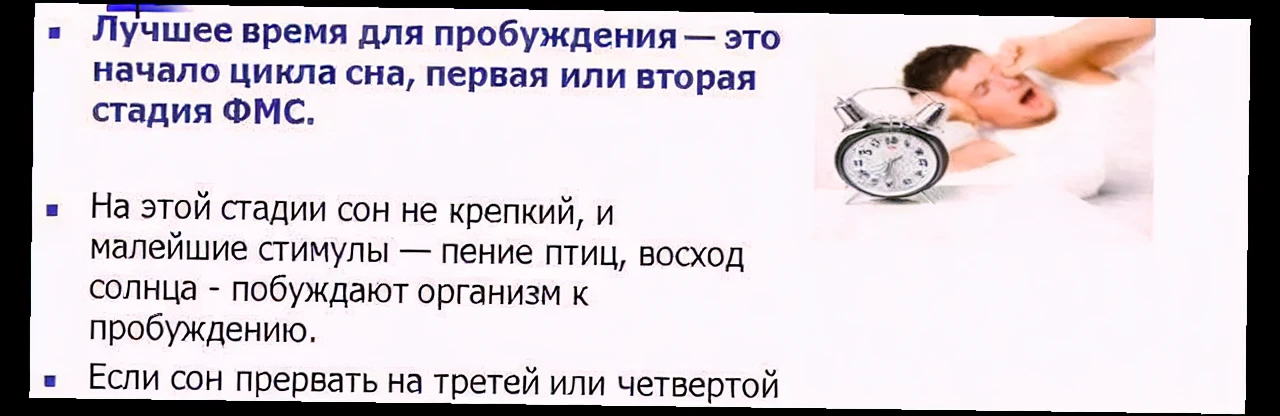 ▪ Лучшее время для пробуждения — это
начало цикла сна, первая или вторая
стадия ФМС.
▪ На этой стадии сон не крепкий, и
малейшие стимулы — пение птиц, восход
солнца - побуждают организм к
пробуждению.
▪ Если сон прервать на третей или четвертой